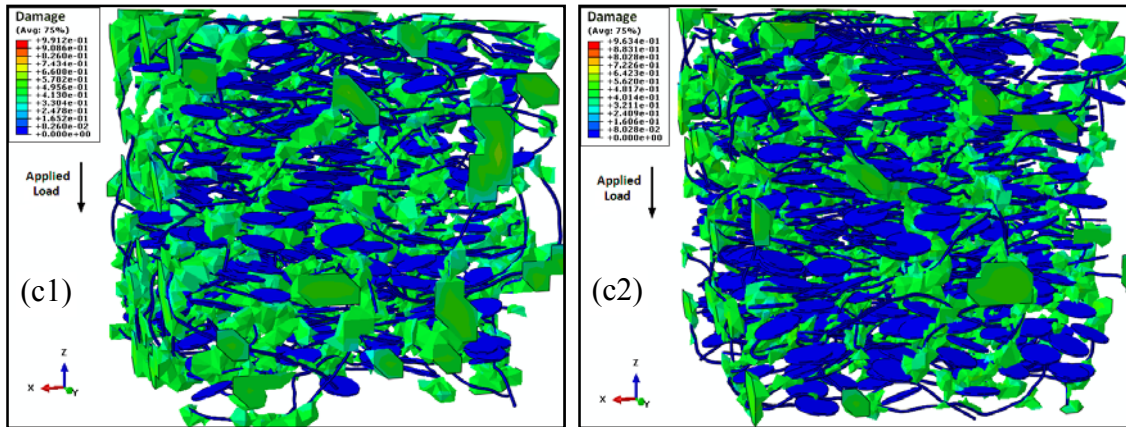 Damage
(Avg: 75%)
+9.912e-01
+9.086e-01
+8.260e-01
+7.434e-01
+6.608e-01
+5.782e-01
+4.956e-01
+4.130e-01
+3.304e-01
+2.478e-01
+1.652e-01
+8.260e-02
+0.000e+00
Applied
Load
(c1)
Z
X
Y
Damage
(Avg: 75%)
+9.634e-01
+8.831e-01
+8.028e-01
+7.226e-01
+6.423e-01
+5.620e-01
+4.817e-01
+4.014e-01
+3.211e-01
+2.409e-01
+1.606e-01
+8.028e-02
+0.000e+00
Applied
Load
(c2)
Z
X
Y